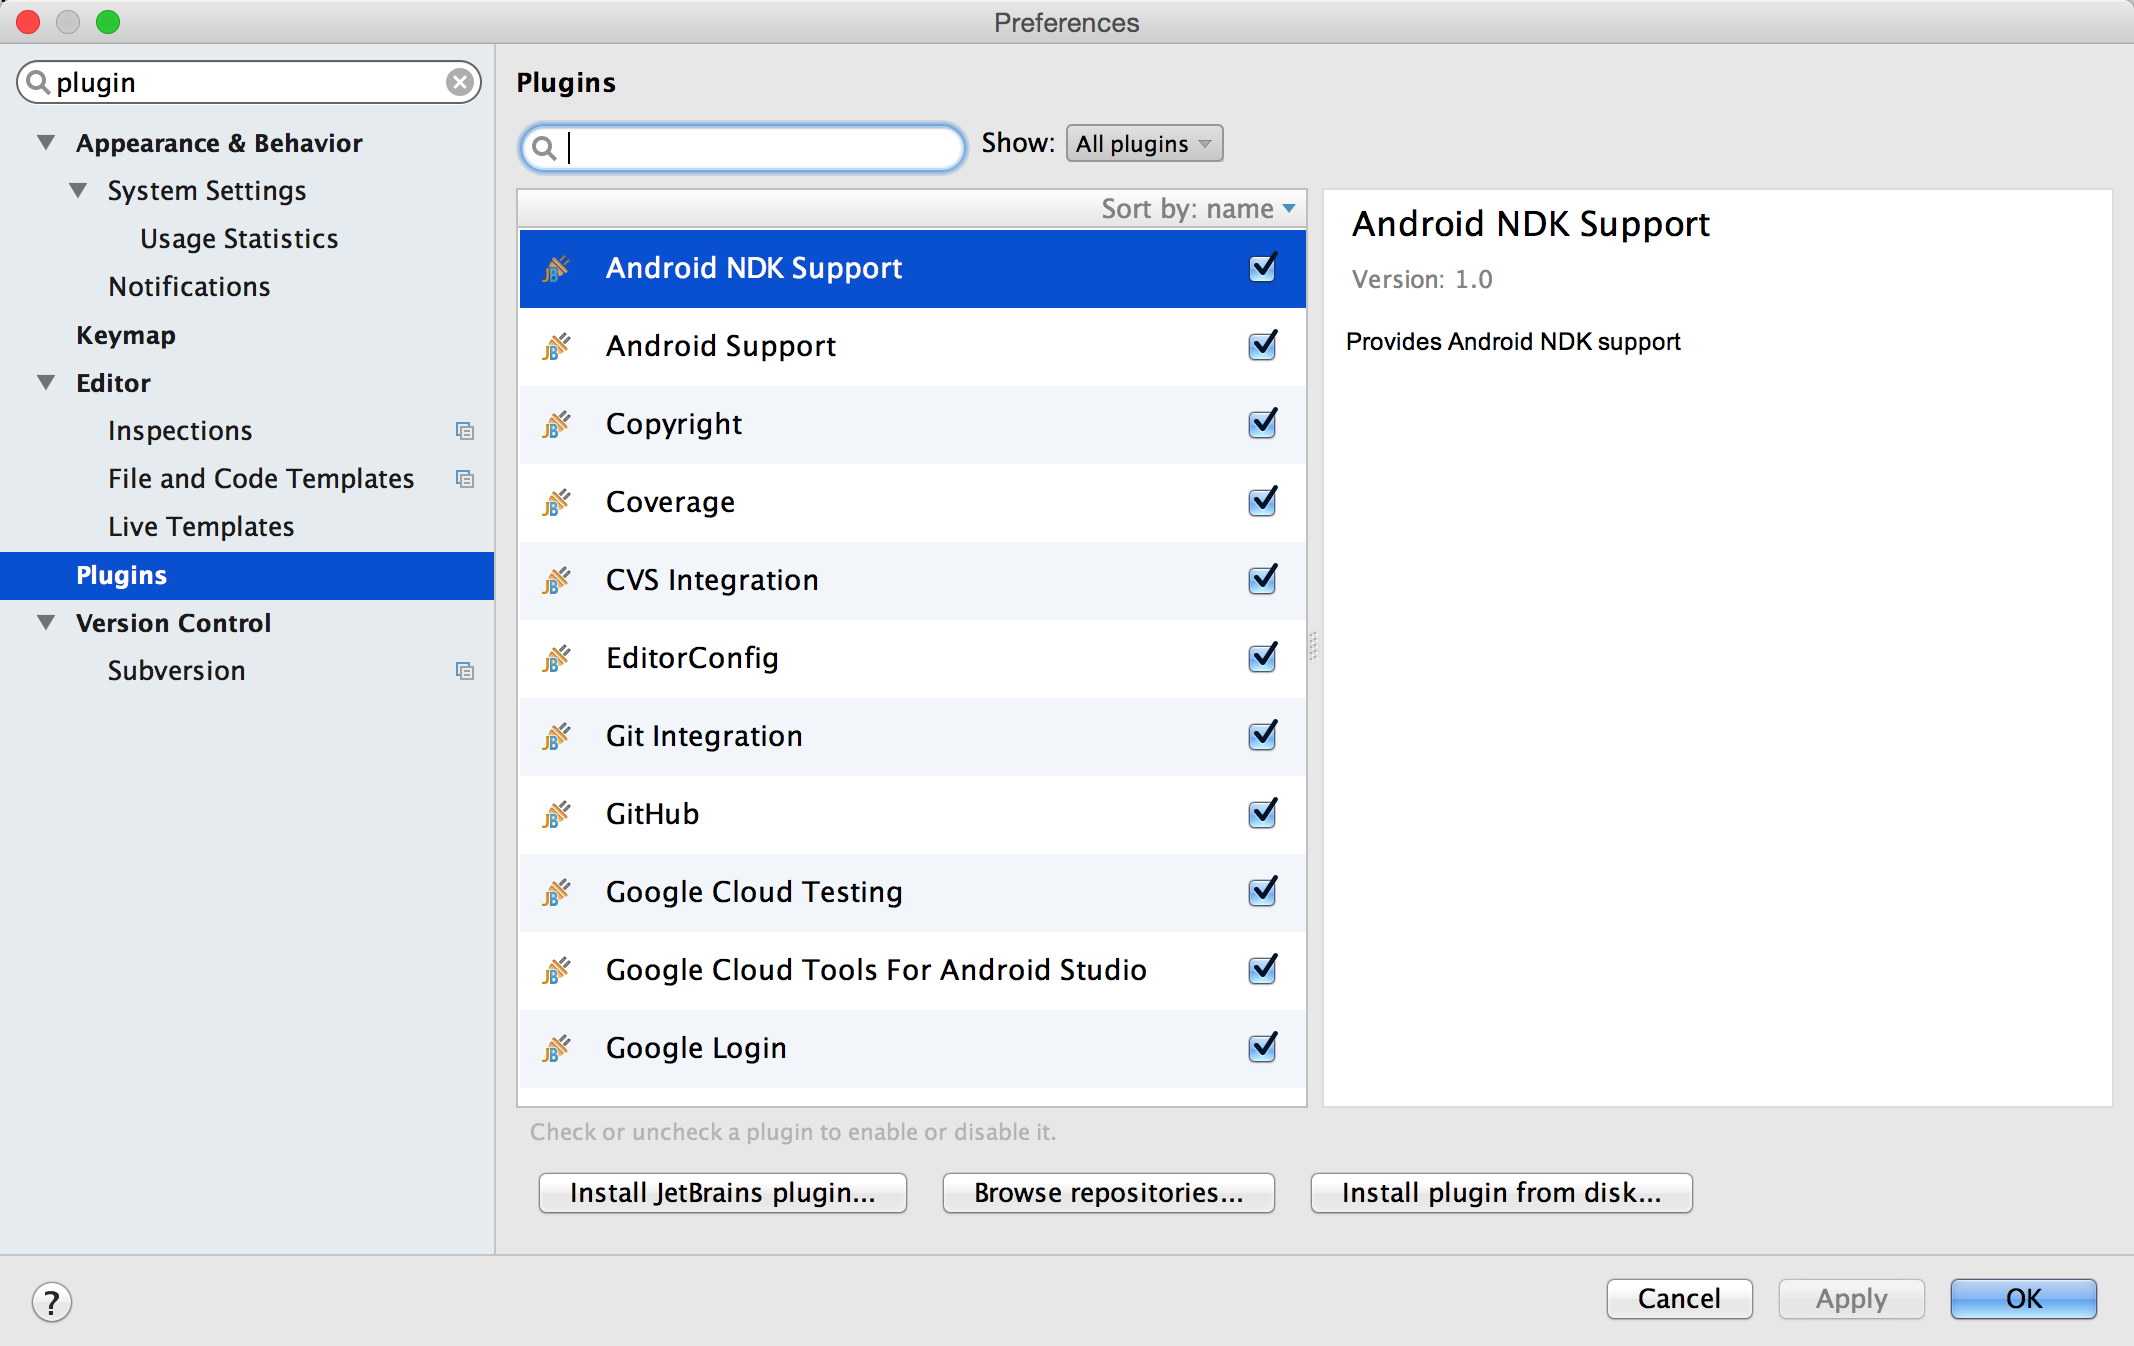 Preferences
plugin
Appearance & Behavior
System Settings
Usage Statistics
Notifications
Keymap
Editor
Inspections
File and Code Templates
Live Templates
Plugins
Version Control
Subversion
Plugins
Show: All plugins
Sort by: name
Android NDK Support
Android Support
Copyright
Coverage
CVS Integration
EditorConfig
Git Integration
GitHub
Google Cloud Testing
Google Cloud Tools For Android Studio
Google Login
Android NDK Support
Version: 1.0
Provides Android NDK support
Check or uncheck a plugin to enable or disable it.
Install JetBrains plugin... Browse repositories... Install plugin from disk...
? Cancel Apply OK